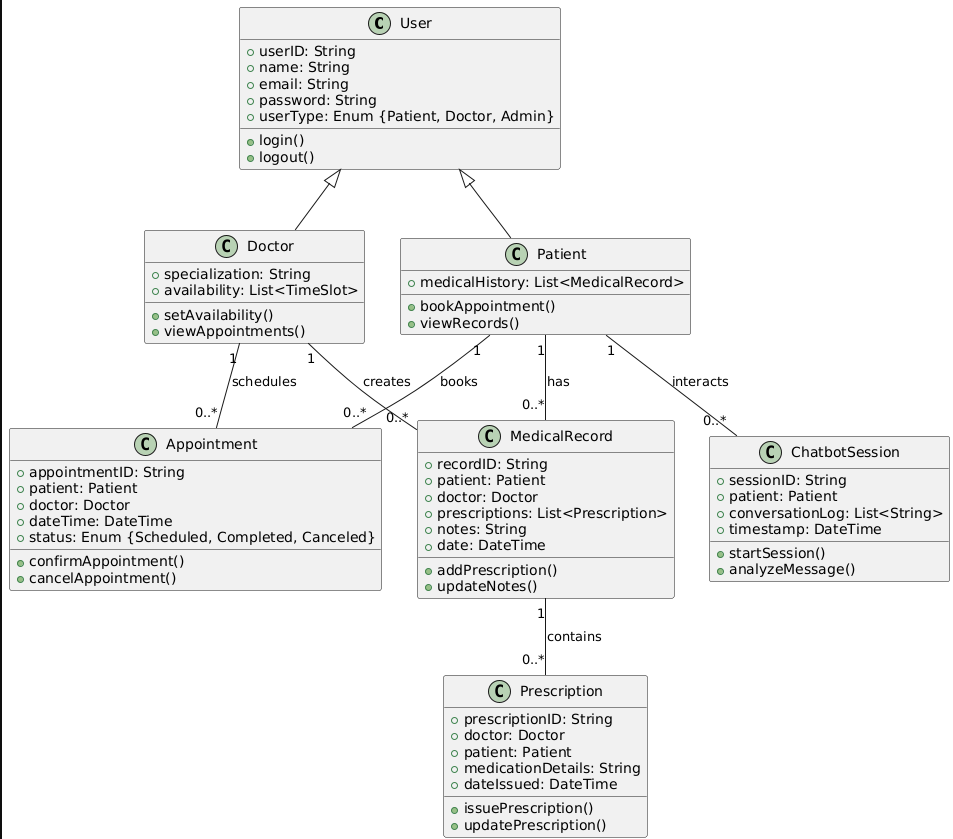 C User
userID: String
name: String
email: String
password: String
userType: Enum {Patient, Doctor, Admin}
login()
logout()
C Doctor
specialization: String
availability: List<TimeSlot>
setAvailability()
viewAppointments()
C Patient
medicalHistory: List<MedicalRecord>
bookAppointment()
viewRecords()
1
schedules
0..*
1
creates
0..*
1
books
0..*
1
has
0..*
1
interacts
0..*
C Appointment
appointmentID: String
patient: Patient
doctor: Doctor
dateTime: DateTime
status: Enum {Scheduled, Completed, Canceled}
confirmAppointment()
cancelAppointment()
C MedicalRecord
recordID: String
patient: Patient
doctor: Doctor
prescriptions: List<Prescription>
notes: String
date: DateTime
addPrescription()
updateNotes()
C ChatbotSession
sessionID: String
patient: Patient
conversationLog: List<String>
timestamp: DateTime
startSession()
analyzeMessage()
1
contains
0..*
C Prescription
prescriptionID: String
doctor: Doctor
patient: Patient
medicationDetails: String
dateIssued: DateTime
issuePrescription()
updatePrescription()